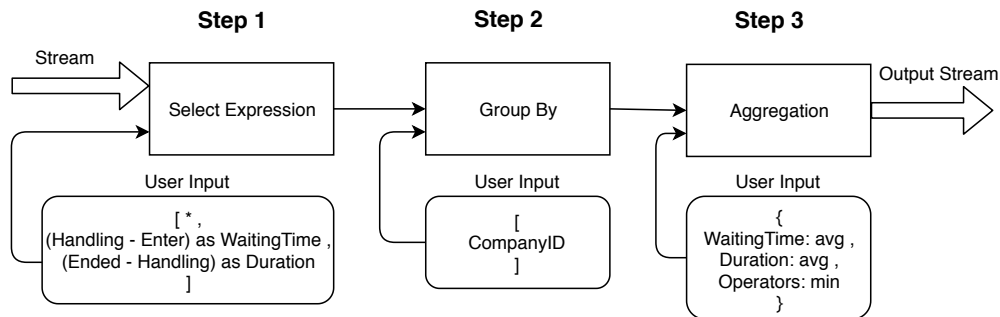 Step 1
Step 2
Step 3
Stream
Select Expression
Group By
Aggregation
Output Stream
User Input
[ * ,
(Handling - Enter) as WaitingTime ,
(Ended - Handling) as Duration
]
User Input
[
CompanyID
]
User Input
{
WaitingTime: avg ,
Duration: avg ,
Operators: min
}